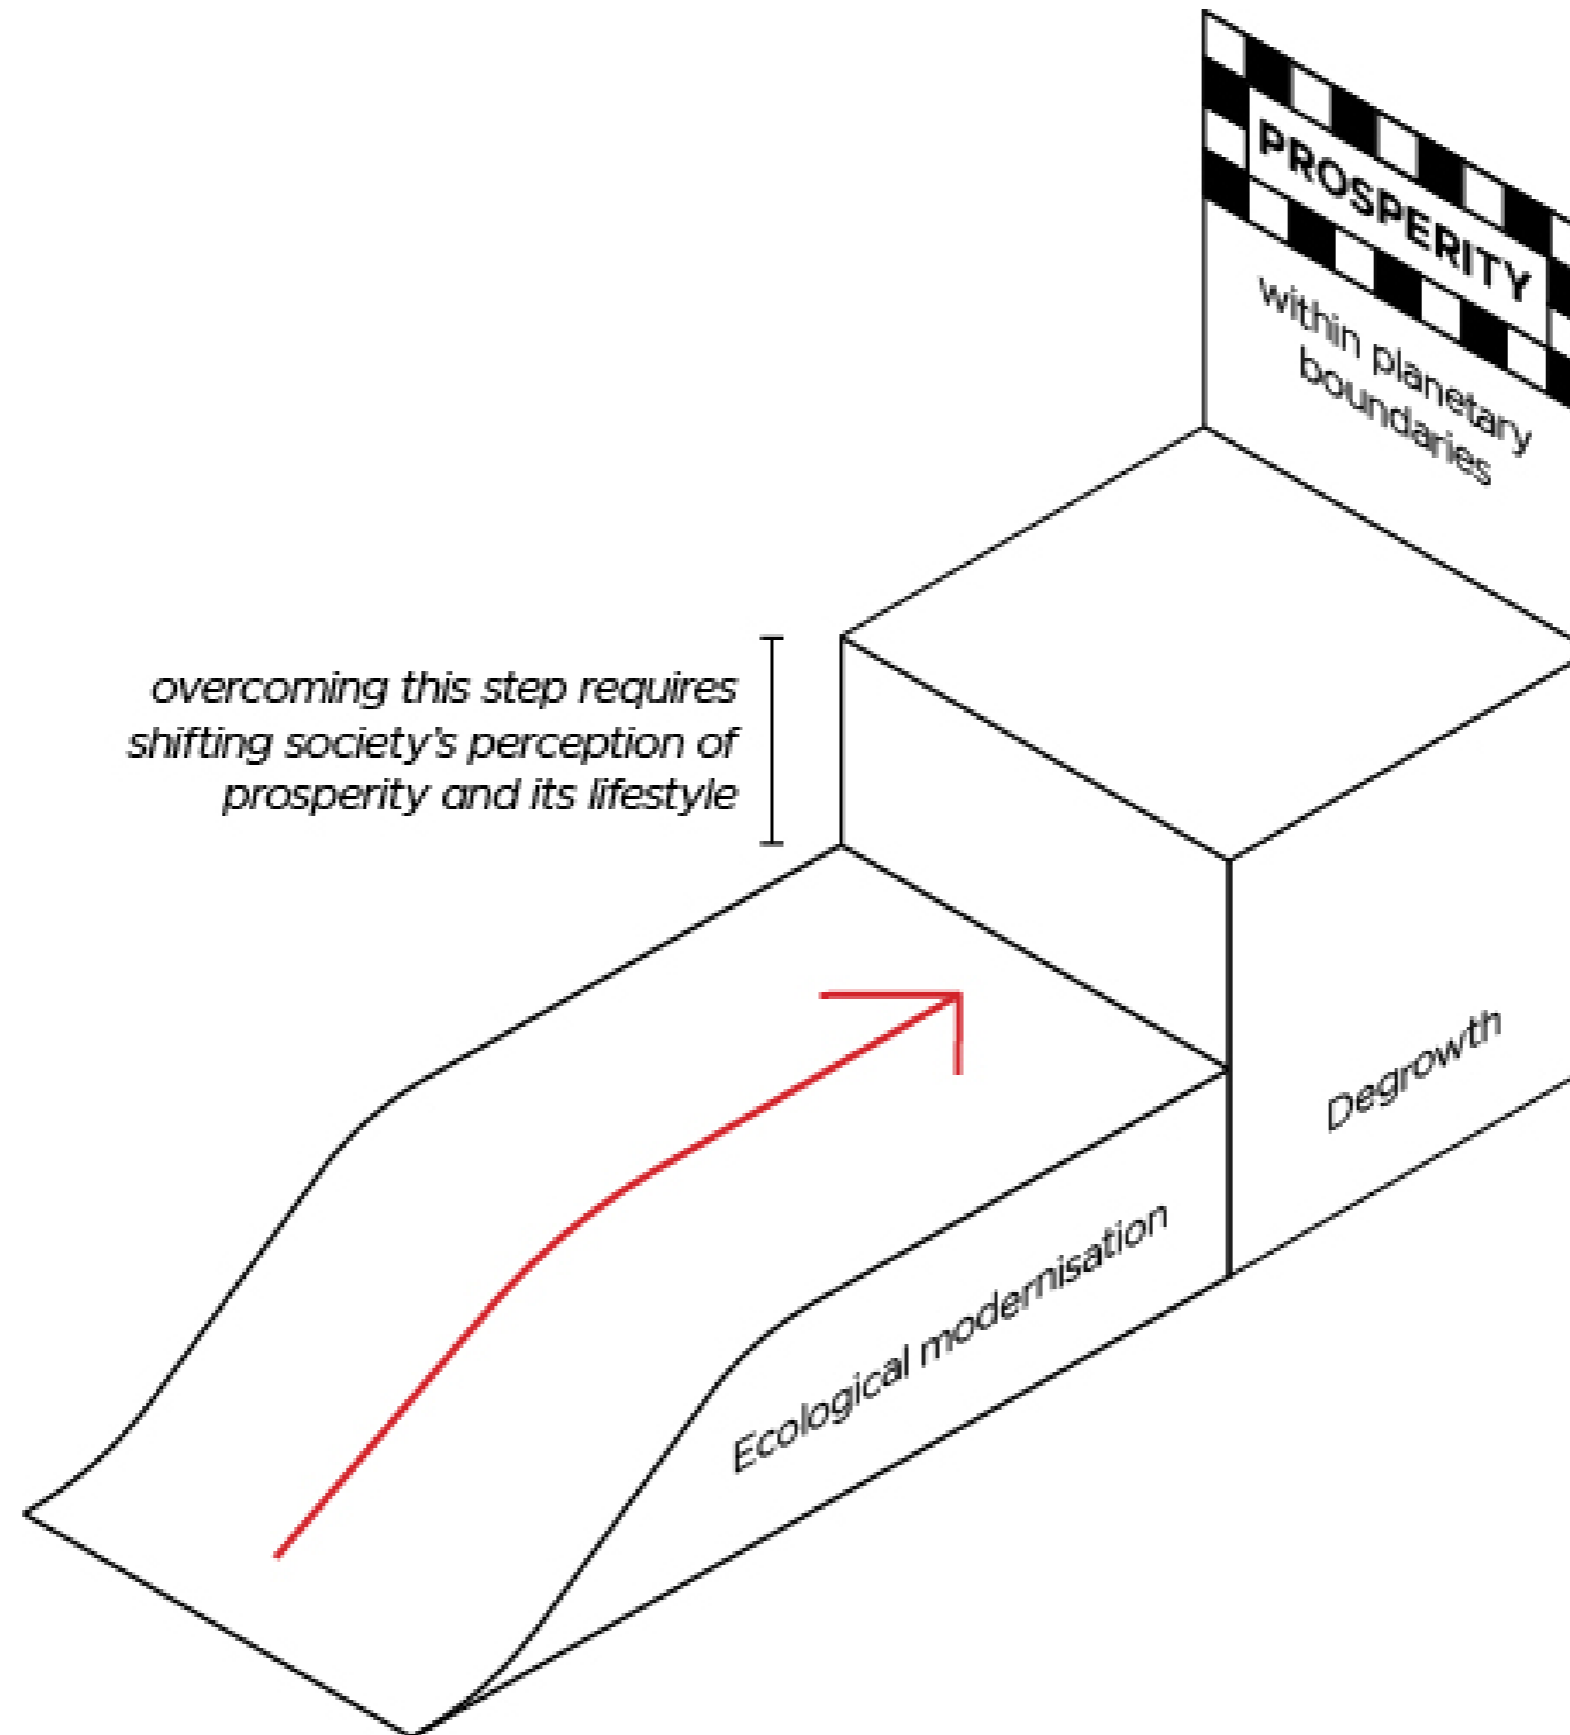 PROSPERITY
within planetary
boundaries
overcoming this step requires
shifting society's perception of
prosperity and its lifestyle
Degrowth
Ecological modernisation